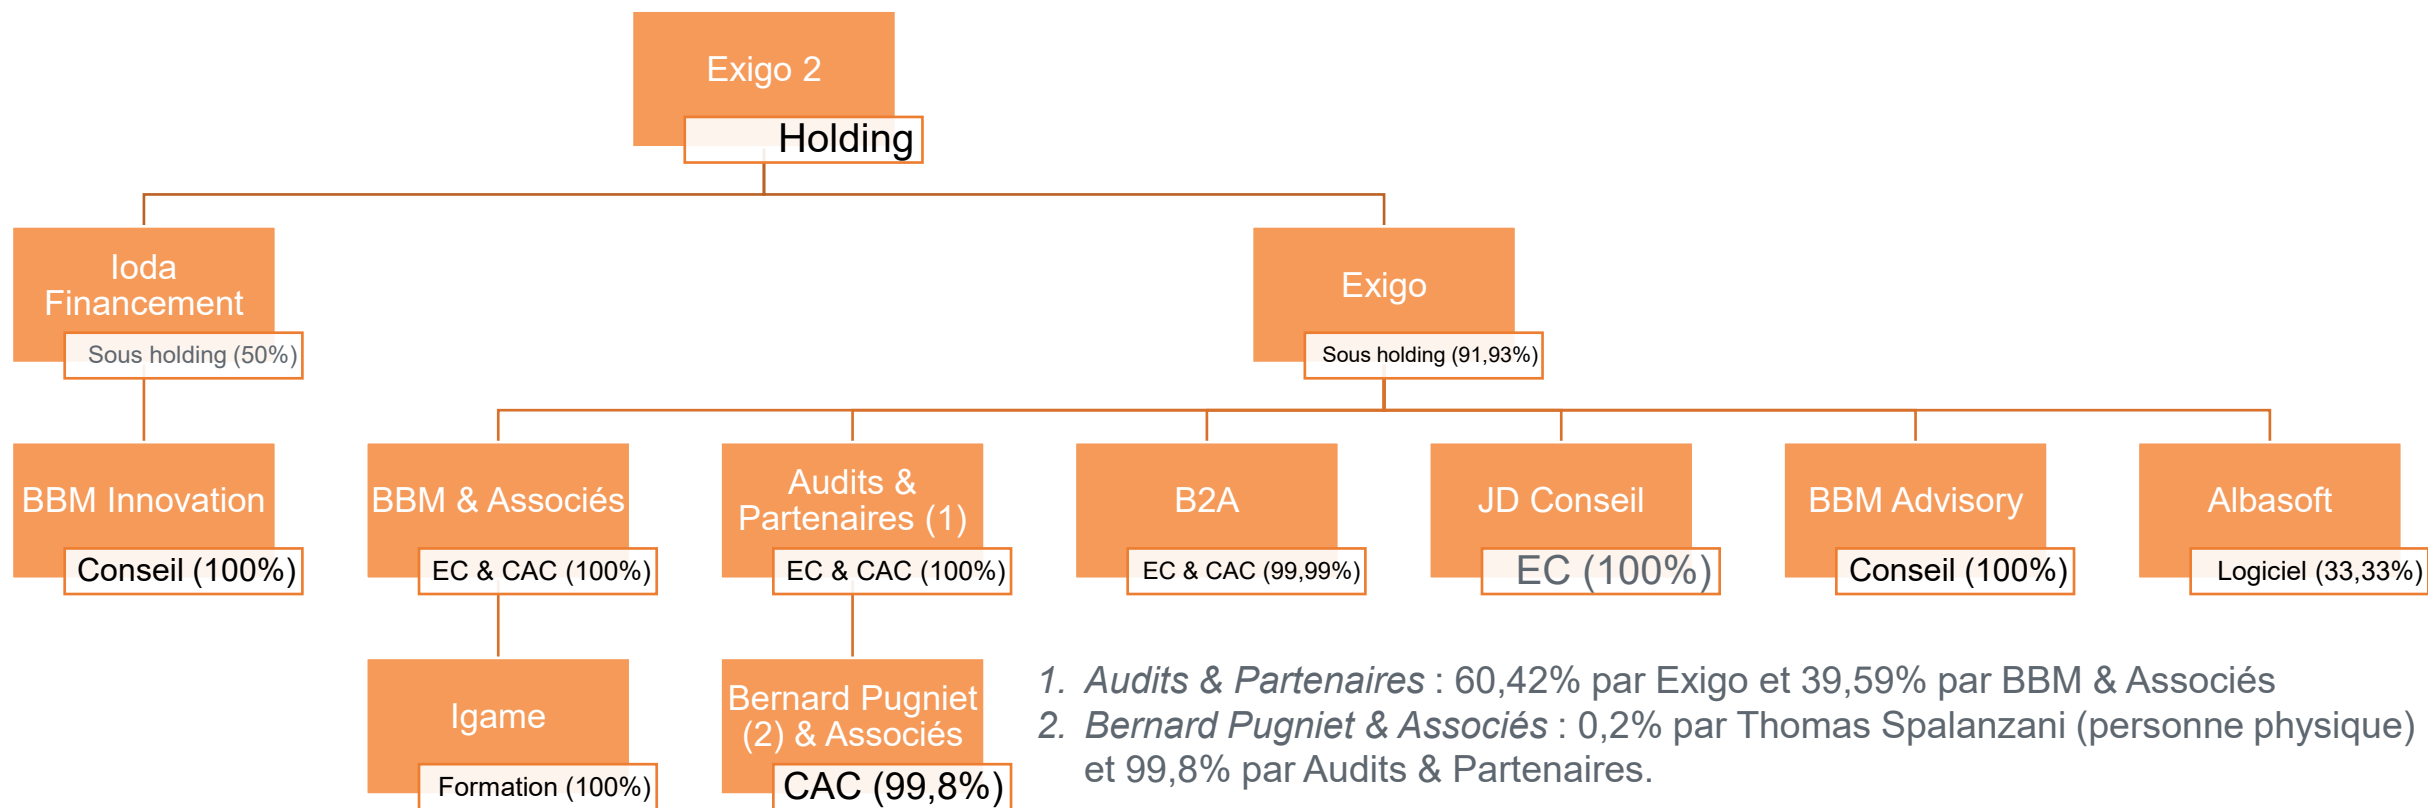 Exigo 2
Holding
Ioda
Financement
Sous holding (50%)
Exigo
Sous holding (91,93%)
BBM Innovation
Conseil (100%)
BBM & Associés
EC & CAC (100%)
Audits &
Partenaires (1)
EC & CAC (100%)
B2A
EC & CAC (99,99%)
JD Conseil
EC (100%)
BBM Advisory
Conseil (100%)
Albasoft
Logiciel (33,33%)
Igame
Formation (100%)
Bernard Pugniet
(2) & Associés
CAC (99,8%)
1. Audits & Partenaires : 60,42% par Exigo et 39,59% par BBM & Associés
2. Bernard Pugniet & Associés : 0,2% par Thomas Spalanzani (personne physique)
et 99,8% par Audits & Partenaires.